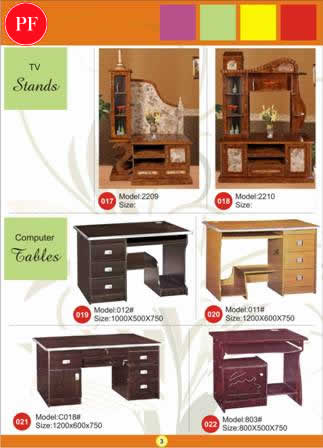 PF
TV
Stands
017
Model:2209
Size:
018
Model:2210
Size:
Computer
Tables
019
Model:012#
Size:1000X500X750
020
Model:011#
Size:1200X600X750
021
Model:C018#
Size:1200x600x750
022
Model:803#
Size:800X500X750
3